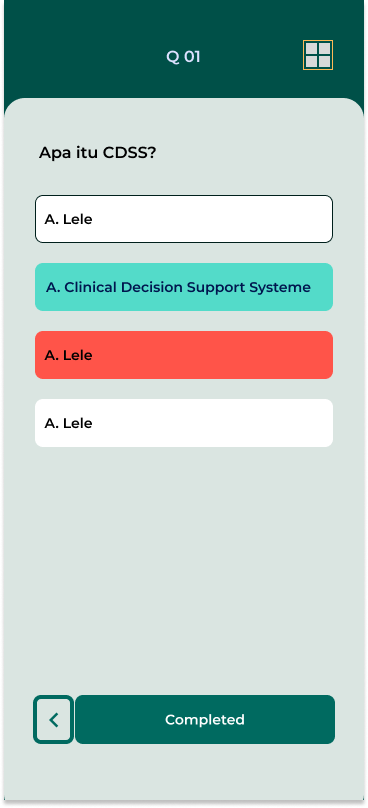 Q 01
Apa itu CDSS?
A. Lele
A. Clinical Decision Support Systeme
A. Lele
A. Lele
Completed